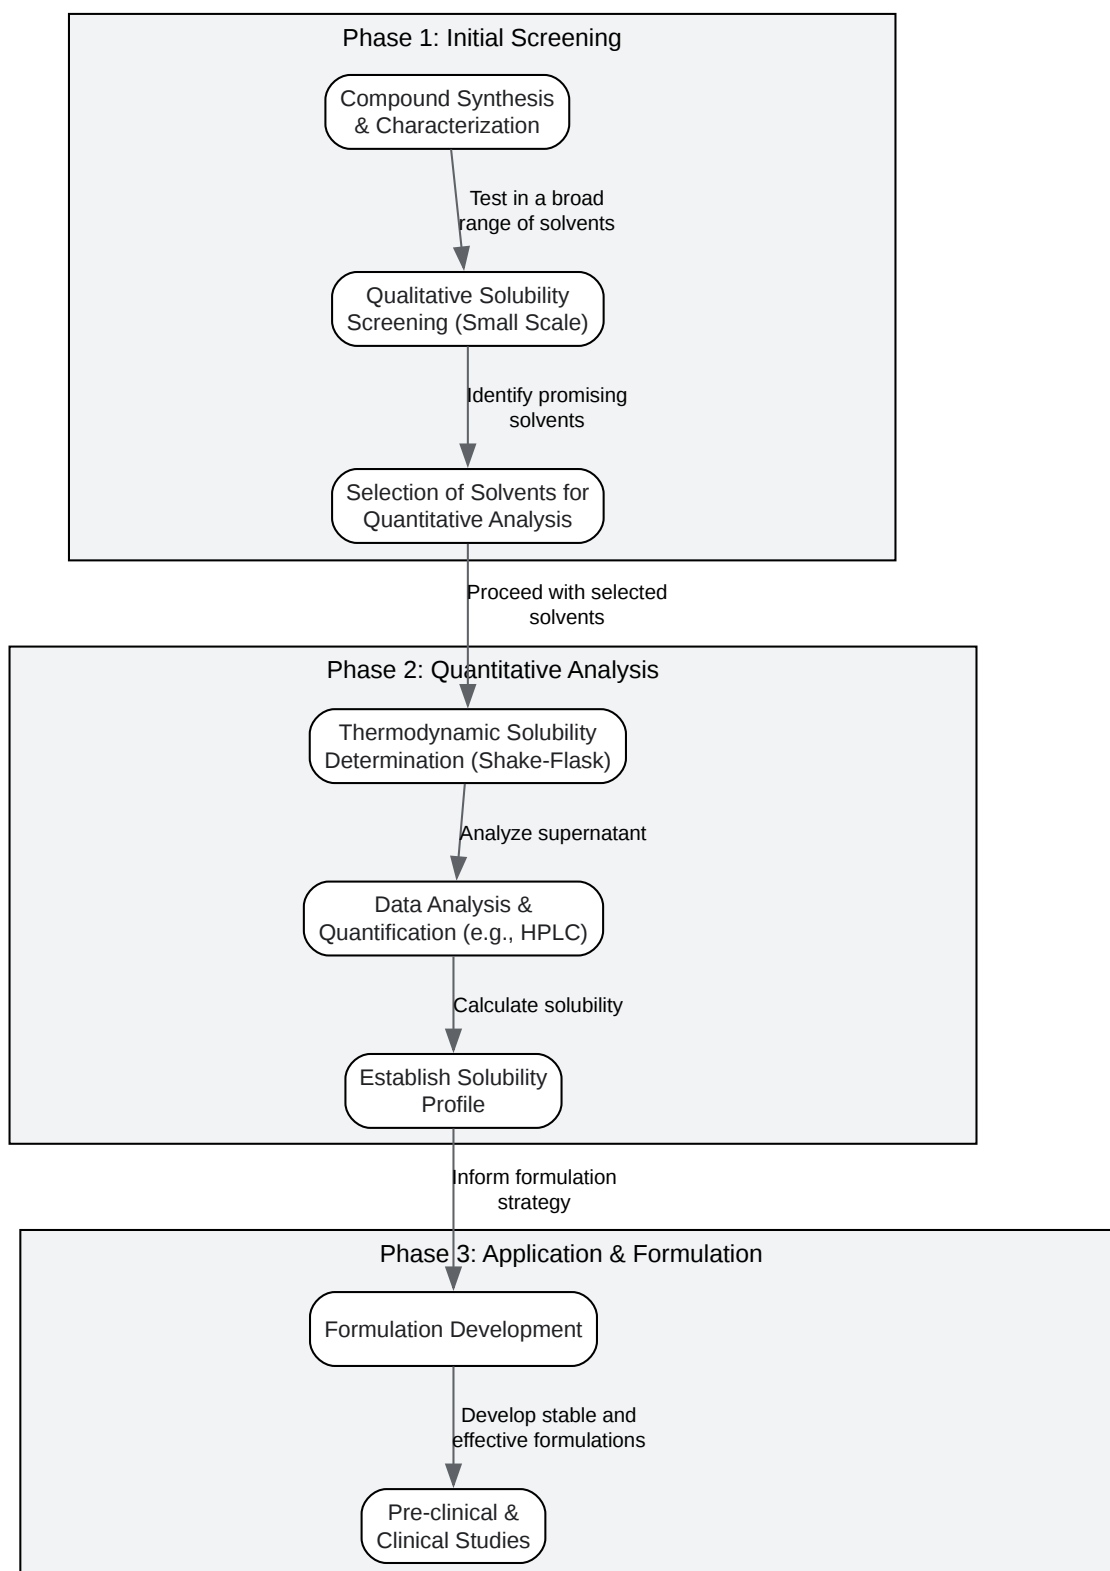 Phase 1: Initial Screening
Compound Synthesis
& Characterization
Test in a broad
range of solvents
Qualitative Solubility
Screening (Small Scale)
Identify promising
solvents
Selection of Solvents for
Quantitative Analysis
Proceed with selected
solvents
Phase 2: Quantitative Analysis
Thermodynamic Solubility
Determination (Shake-Flask)
Analyze supernatant
Data Analysis &
Quantification (e.g., HPLC)
Calculate solubility
Establish Solubility
Profile
Inform formulation
strategy
Phase 3: Application & Formulation
Formulation Development
Develop stable and
effective formulations
Pre-clinical &
Clinical Studies